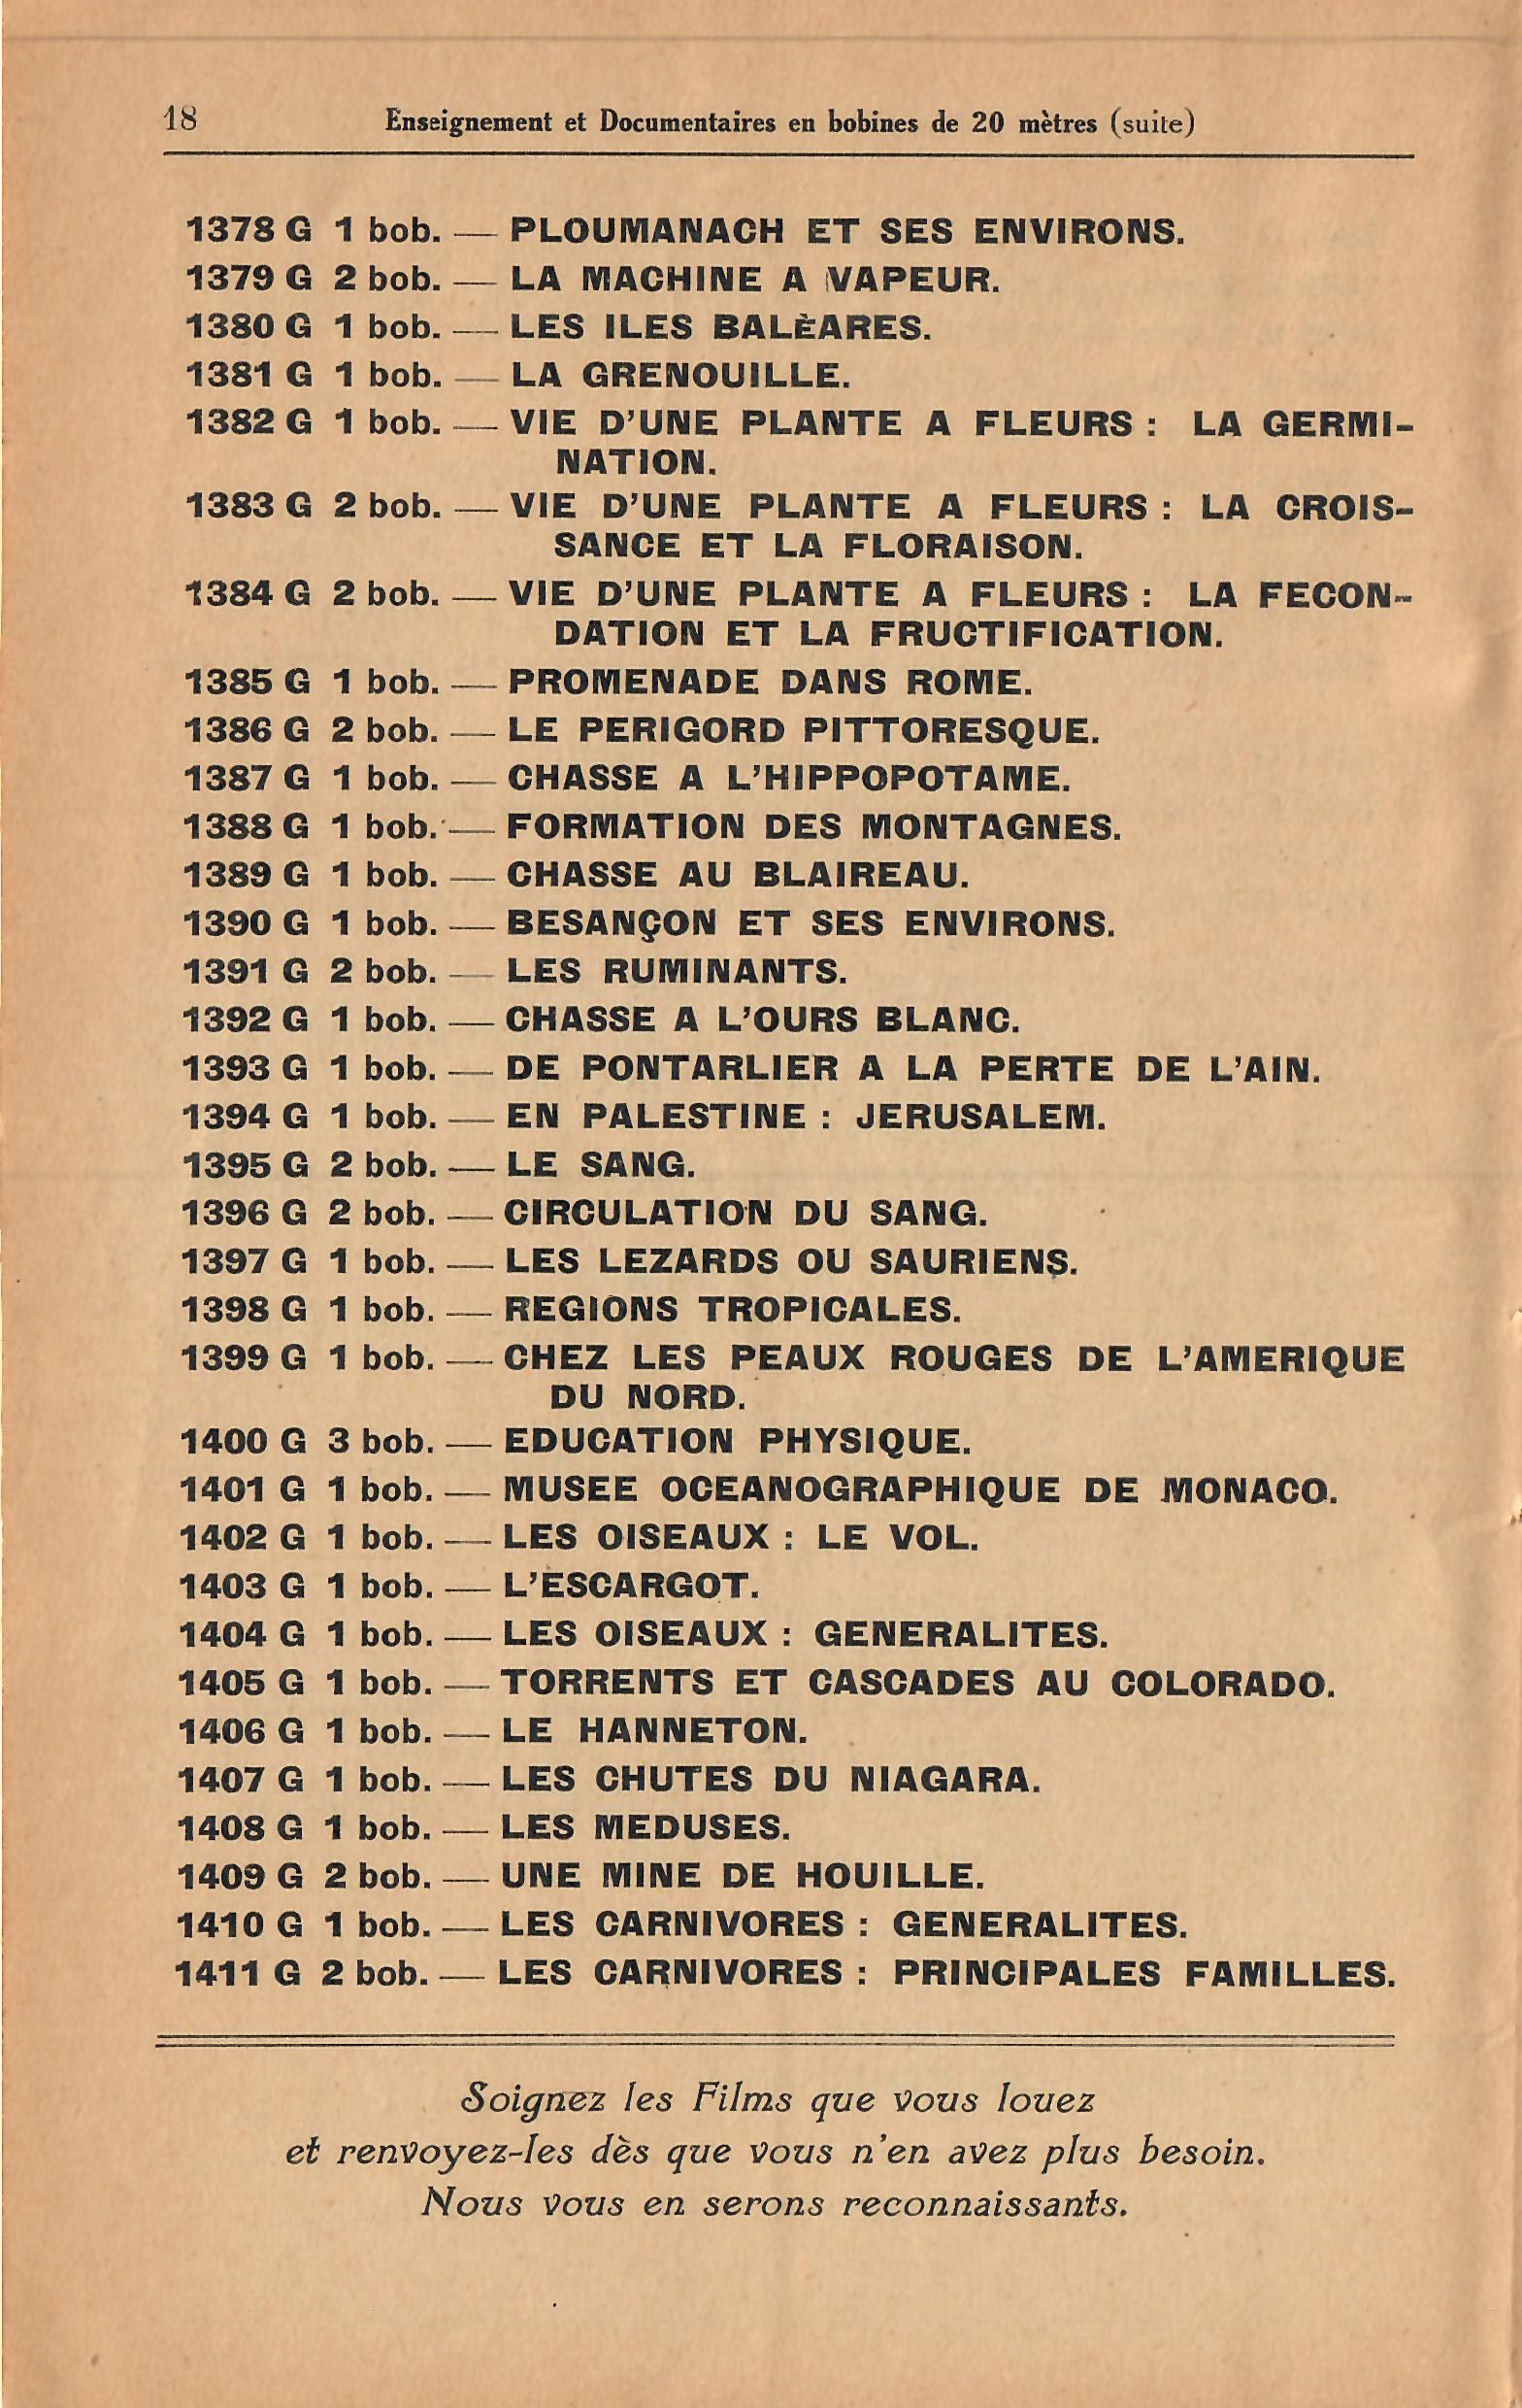 18
Enseignement et Documentaires en bobines de 20 mètres (suite)
1378 G 1 bob. — PLOUMANACH ET SES ENVIRONS.
1379 G 2 bob. — LA MACHINE A VAPEUR.
1380 G 1 bob. — LES ILES BALÈARES.
1381 G 1 bob. — LA GRENOUILLE.
1382 G 1 bob. — VIE D'UNE PLANTE A FLEURS : LA GERMI-
NATION.
1383 G 2 bob. — VIE D'UNE PLANTE A FLEURS : LA CROIS-
SANCE ET LA FLORAISON.
1384 G 2 bob. — VIE D'UNE PLANTE A FLEURS : LA FECON-
DATION ET LA FRUCTIFICATION.
1385 G 1 bob. — PROMENADE DANS ROME.
1386 G 2 bob. — LE PERIGORD PITTORESQUE.
1387 G 1 bob. — CHASSE A L'HIPPOPOTAME.
1388 G 1 bob. — FORMATION DES MONTAGNES.
1389 G 1 bob. — CHASSE AU BLAIREAU.
1390 G 1 bob. — BESANÇON ET SES ENVIRONS.
1391 G 2 bob. — LES RUMINANTS.
1392 G 1 bob. — CHASSE A L'OURS BLANC.
1393 G 1 bob. — DE PONTARLIER A LA PERTE DE L'AIN.
1394 G 1 bob. — EN PALESTINE : JERUSALEM.
1395 G 2 bob. — LE SANG.
1396 G 2 bob. — CIRCULATION DU SANG.
1397 G 1 bob. — LES LEZARDS OU SAURIENS.
1398 G 1 bob. — REGIONS TROPICALES.
1399 G 1 bob. — CHEZ LES PEAUX ROUGES DE L'AMERIQUE
DU NORD.
1400 G 3 bob. — EDUCATION PHYSIQUE.
1401 G 1 bob. — MUSEE OCEANOGRAPHIQUE DE MONACO.
1402 G 1 bob. — LES OISEAUX : LE VOL.
1403 G 1 bob. — L'ESCARGOT.
1404 G 1 bob. — LES OISEAUX : GENERALITES.
1405 G 1 bob. — TORRENTS ET CASCADES AU COLORADO.
1406 G 1 bob. — LE HANNETON.
1407 G 1 bob. — LES CHUTES DU NIAGARA.
1408 G 1 bob. — LES MEDUSES.
1409 G 2 bob. — UNE MINE DE HOUILLE.
1410 G 1 bob. — LES CARNIVORES : GENERALITES.
1411 G 2 bob. — LES CARNIVORES : PRINCIPALES FAMILLES.
Soignez les Films que vous louez
et renvoyez-les dès que vous n'en avez plus besoin.
Nous vous en serons reconnaissants.